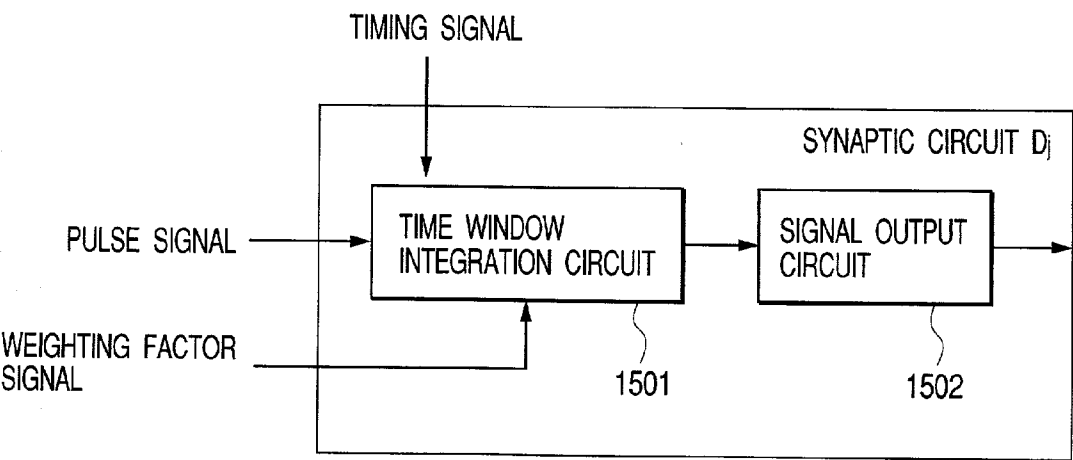 TIMING SIGNAL
SYNAPTIC CIRCUIT Dj
PULSE SIGNAL
TIME WINDOW
INTEGRATION CIRCUIT
SIGNAL OUTPUT
CIRCUIT
WEIGHTING FACTOR
SIGNAL
1501
1502